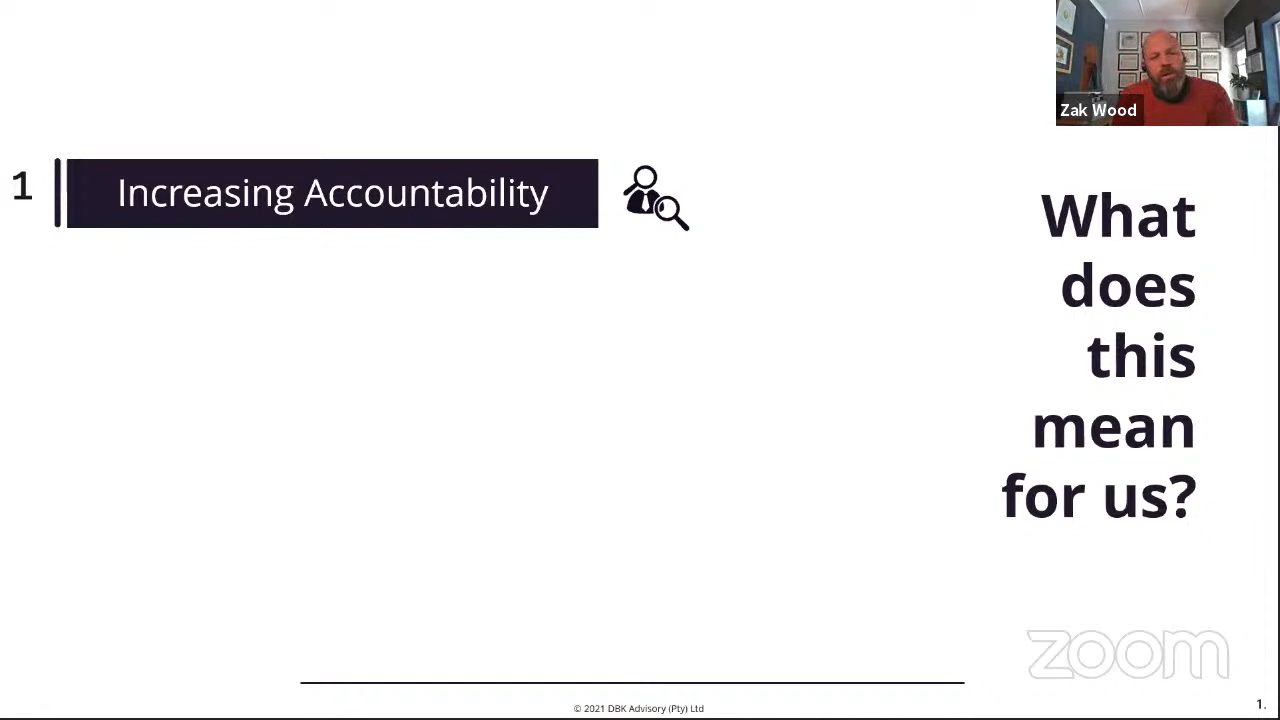 Zak Wood
1
Increasing Accountability
What
does
this
mean
for us?
zoom
© 2021 DBK Advisory (Pty) Ltd
1.